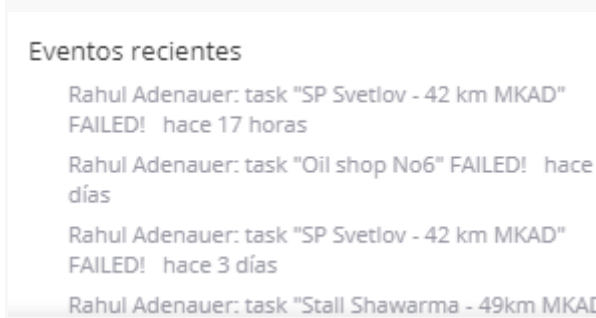 Eventos recientes
Rahul Adenauer: task "SP Svetlov - 42 km MKAD"
FAILED! hace 17 horas
Rahul Adenauer: task "Oil shop No6" FAILED! hace
días
Rahul Adenauer: task "SP Svetlov - 42 km MKAD"
FAILED! hace 3 días
Rahul Adenauer: task "Stall Shawarma - 49km MKAD